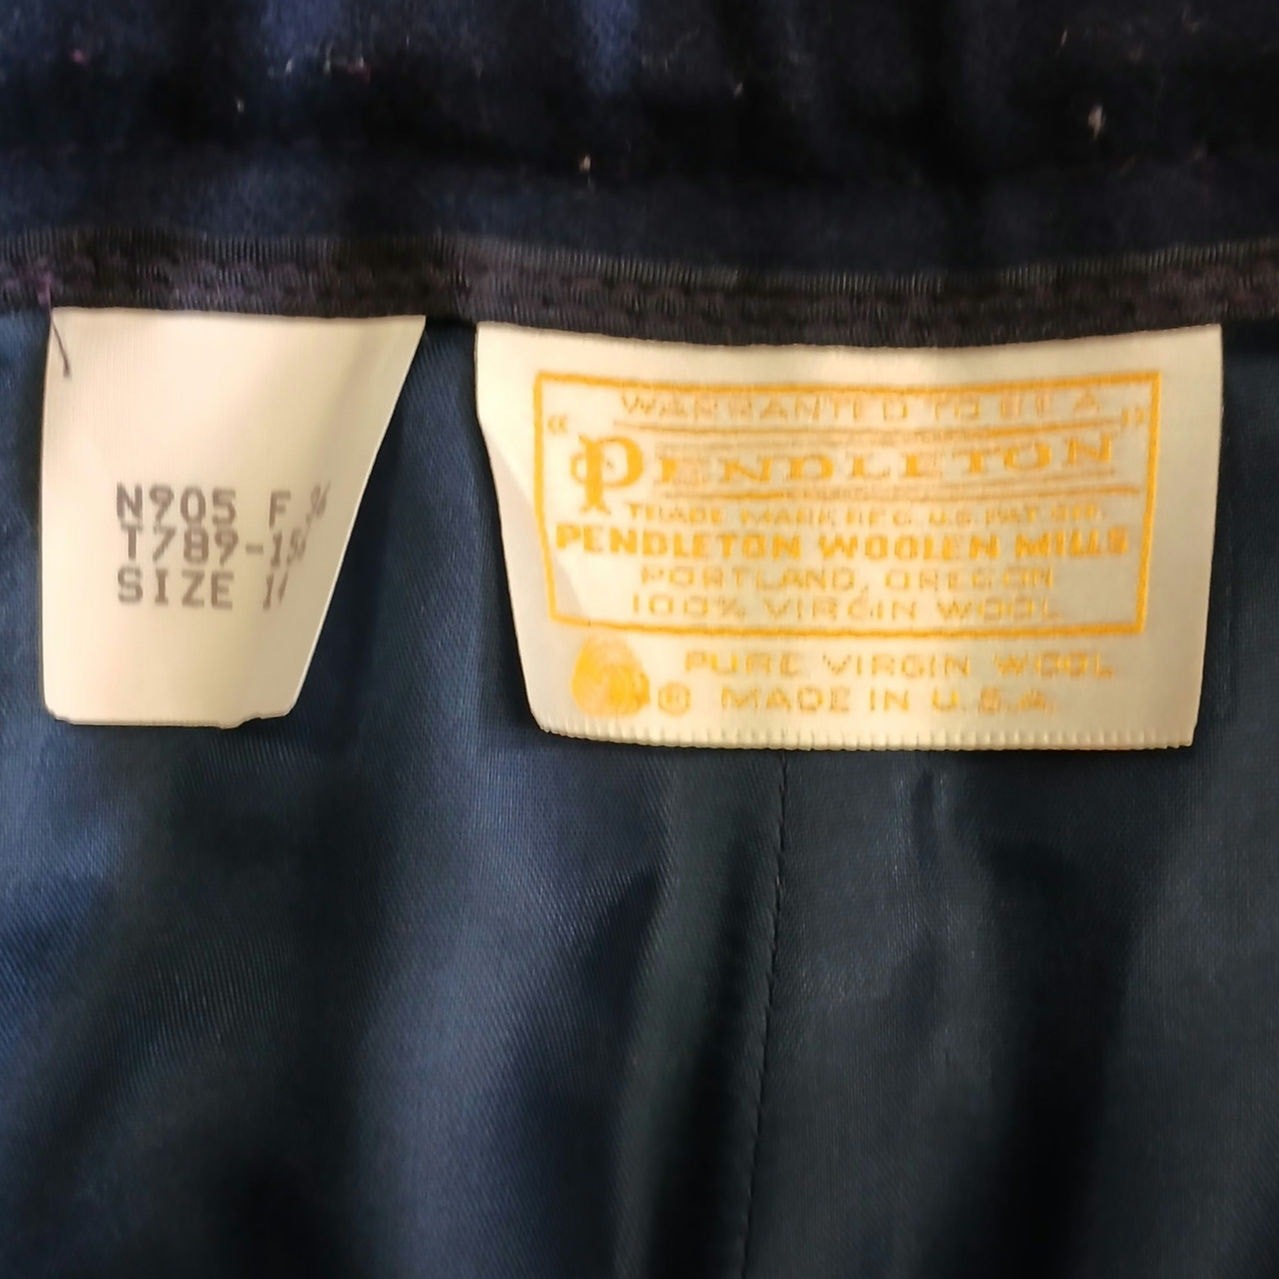 N905 F
T789-15
SIZE
WARRANTED TO BE A
"PENDLETON"
TRADE MARK REG. U.S. PAT. OFF.
PENDLETON WOOLEN MILLS
PORTLAND, OREGON
100% VIRGIN WOOL
PURE VIRGIN WOOL
© MADE IN U.S.A.